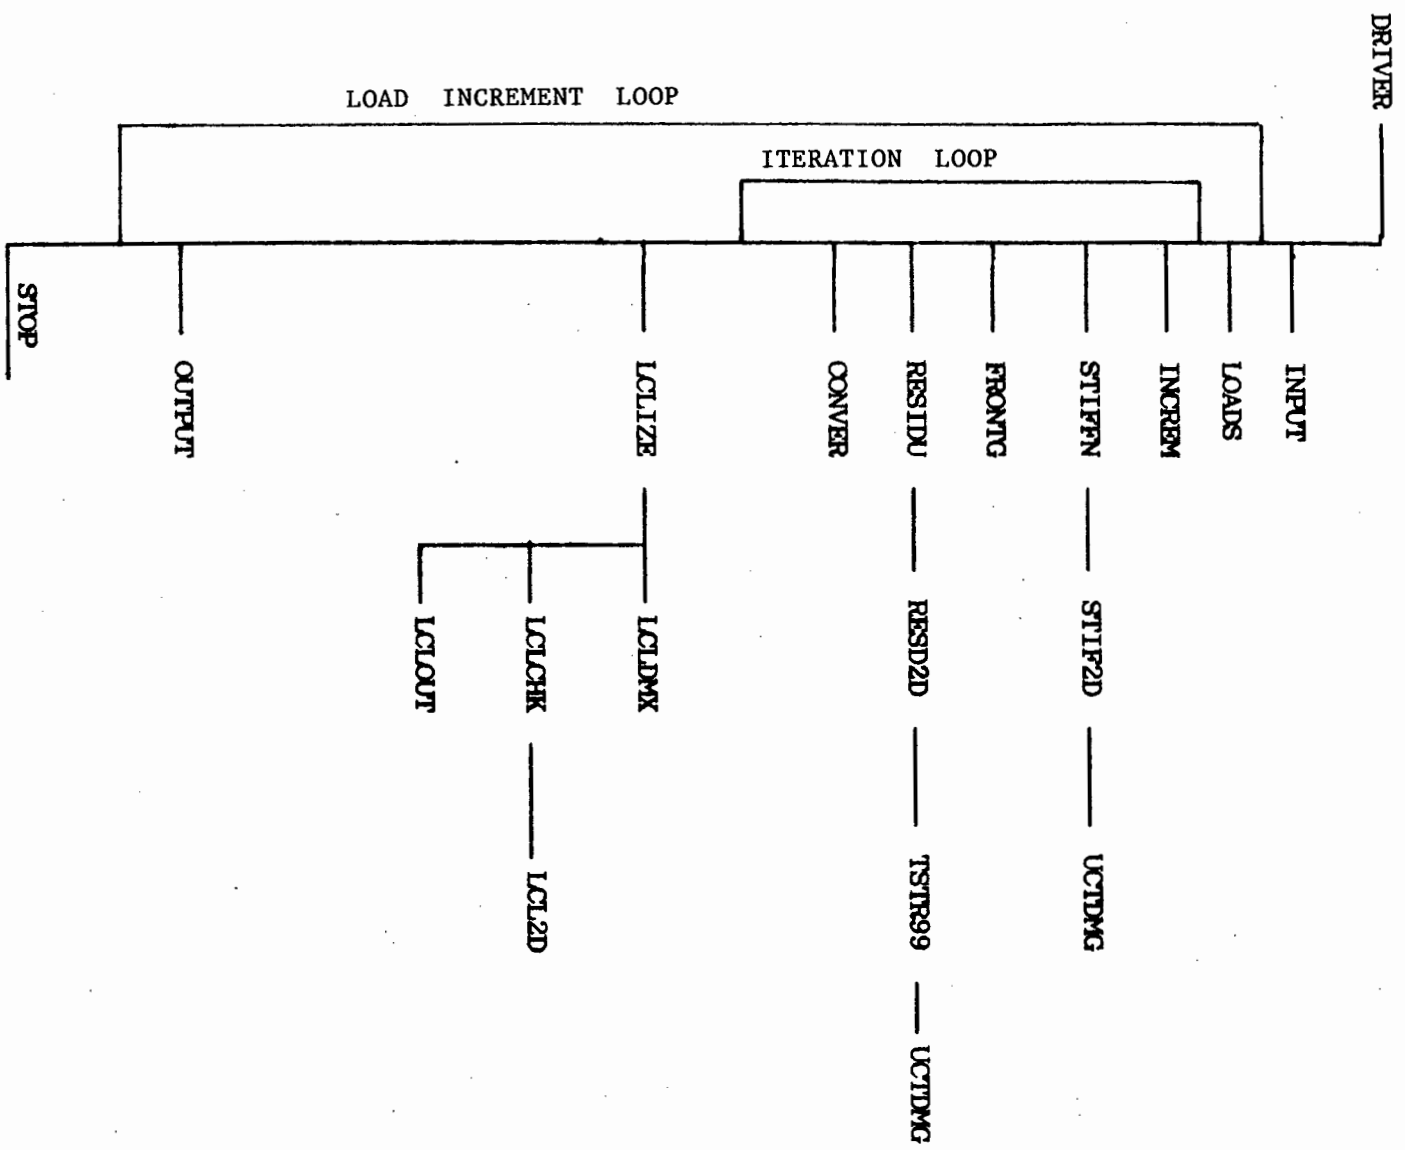 DRIVER
LOAD INCREMENT LOOP
ITERATION LOOP
INPUT
LOADS
INCREM
STIFFN
STIF2D
UCTDMG
FRONTG
RESIDU
RESD2D
TSTR99
UCTDMG
CONVER
LCLIZE
LCLDMX
LCLCHK
LCL2D
LCLOUT
OUTPUT
STOP